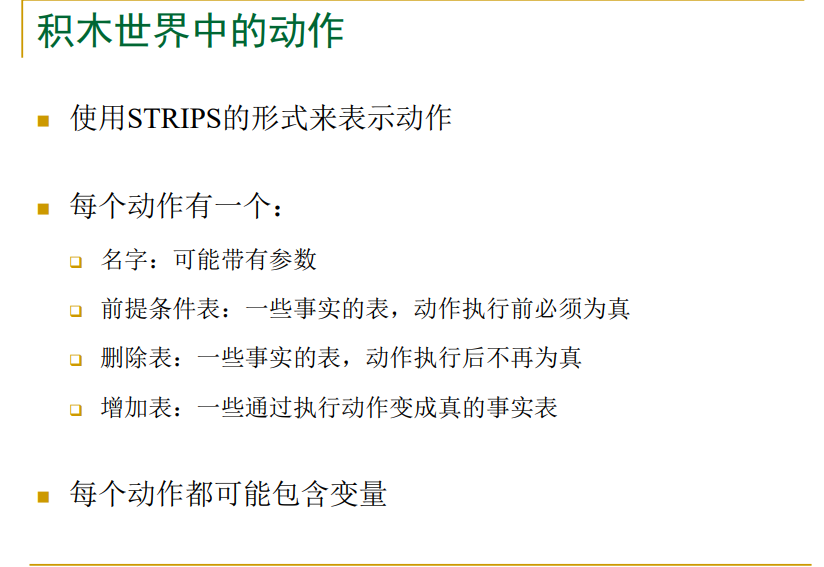 积木世界中的动作
使用STRIPS的形式来表示动作
每个动作有一个：
名字：可能带有参数
前提条件表：一些事实的表，动作执行前必须为真
删除表：一些事实的表，动作执行后不再为真
增加表：一些通过执行动作变成真的事实表
每个动作都可能包含变量